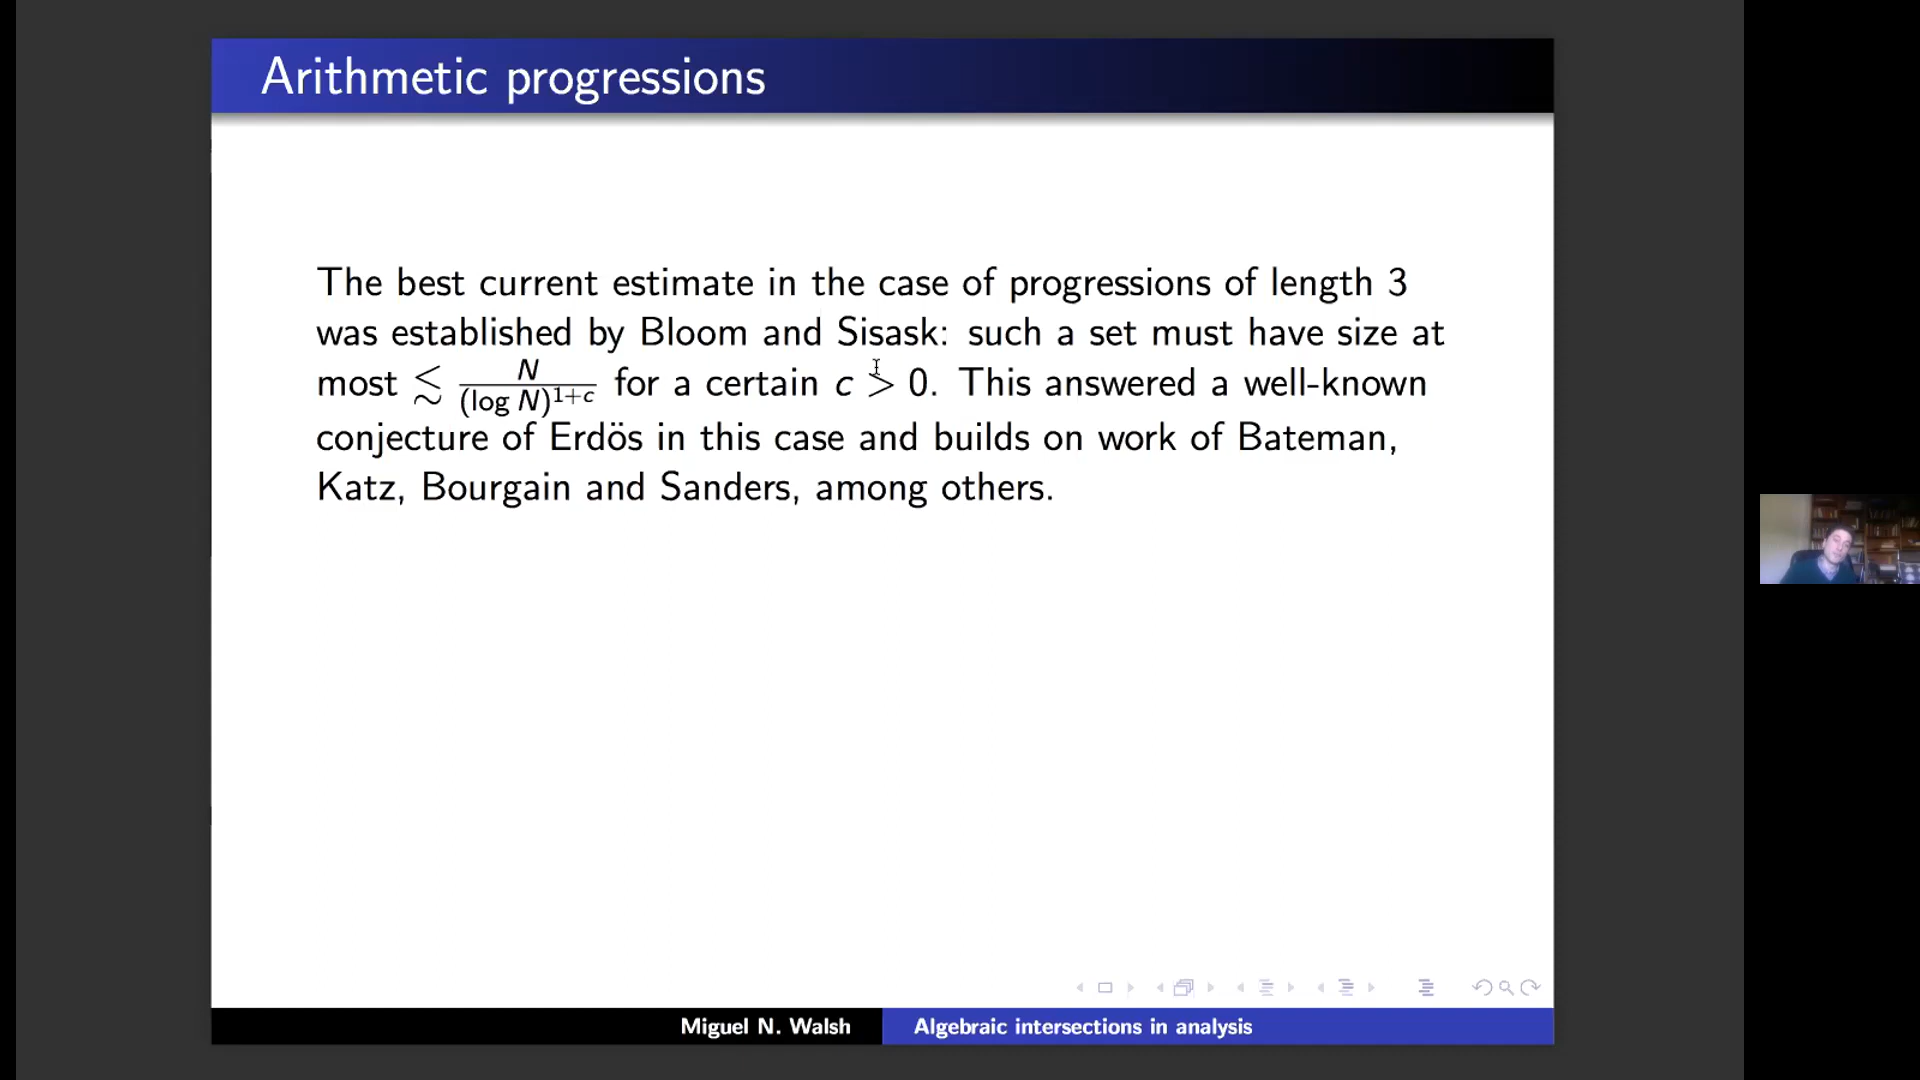 Arithmetic progressions
The best current estimate in the case of progressions of length 3
was established by Bloom and Sisask: such a set must have size at
most ≲ N/(log N)^{1+c} for a certain c > 0. This answered a well-known
conjecture of Erdös in this case and builds on work of Bateman,
Katz, Bourgain and Sanders, among others.
Miguel N. Walsh
Algebraic intersections in analysis